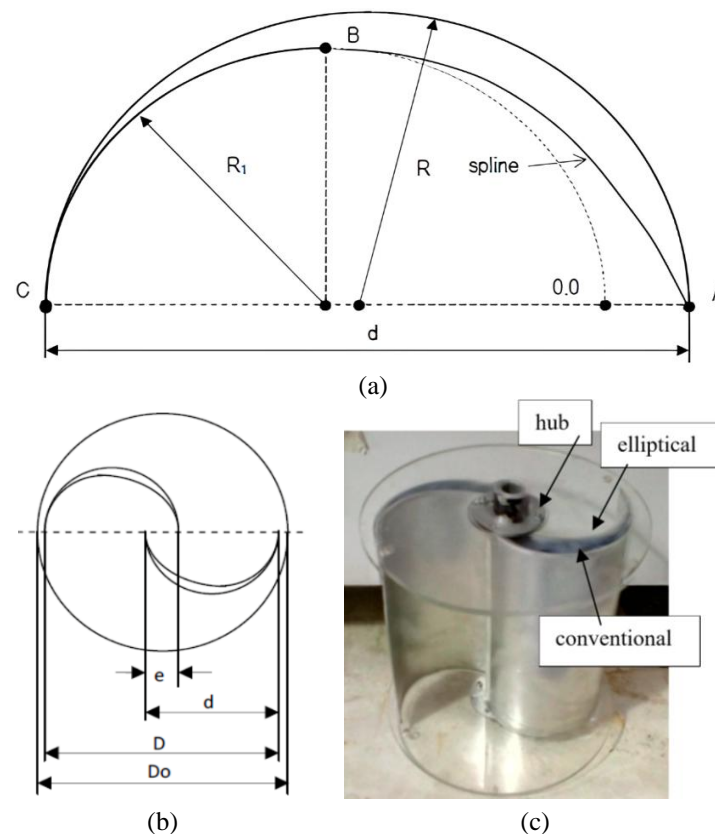 B
R₁
R
spline
C
0.0
A
d
(a)
hub
elliptical
conventional
e
d
D
Do
(b)
(c)